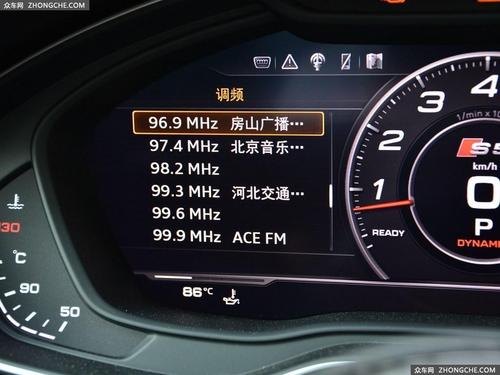 众车网 ZHONGCHE.COM
调频
96.9 MHz 房山广播…
97.4 MHz 北京音乐…
98.2 MHz
99.3 MHz 河北交通…
99.6 MHz
99.9 MHz ACE FM
86°C
130
°C
90
50
4
3
2
1
1/min x 10
S5
km/h
0
P
READY
DYNAMI
众车网 ZHONGCHE.COM